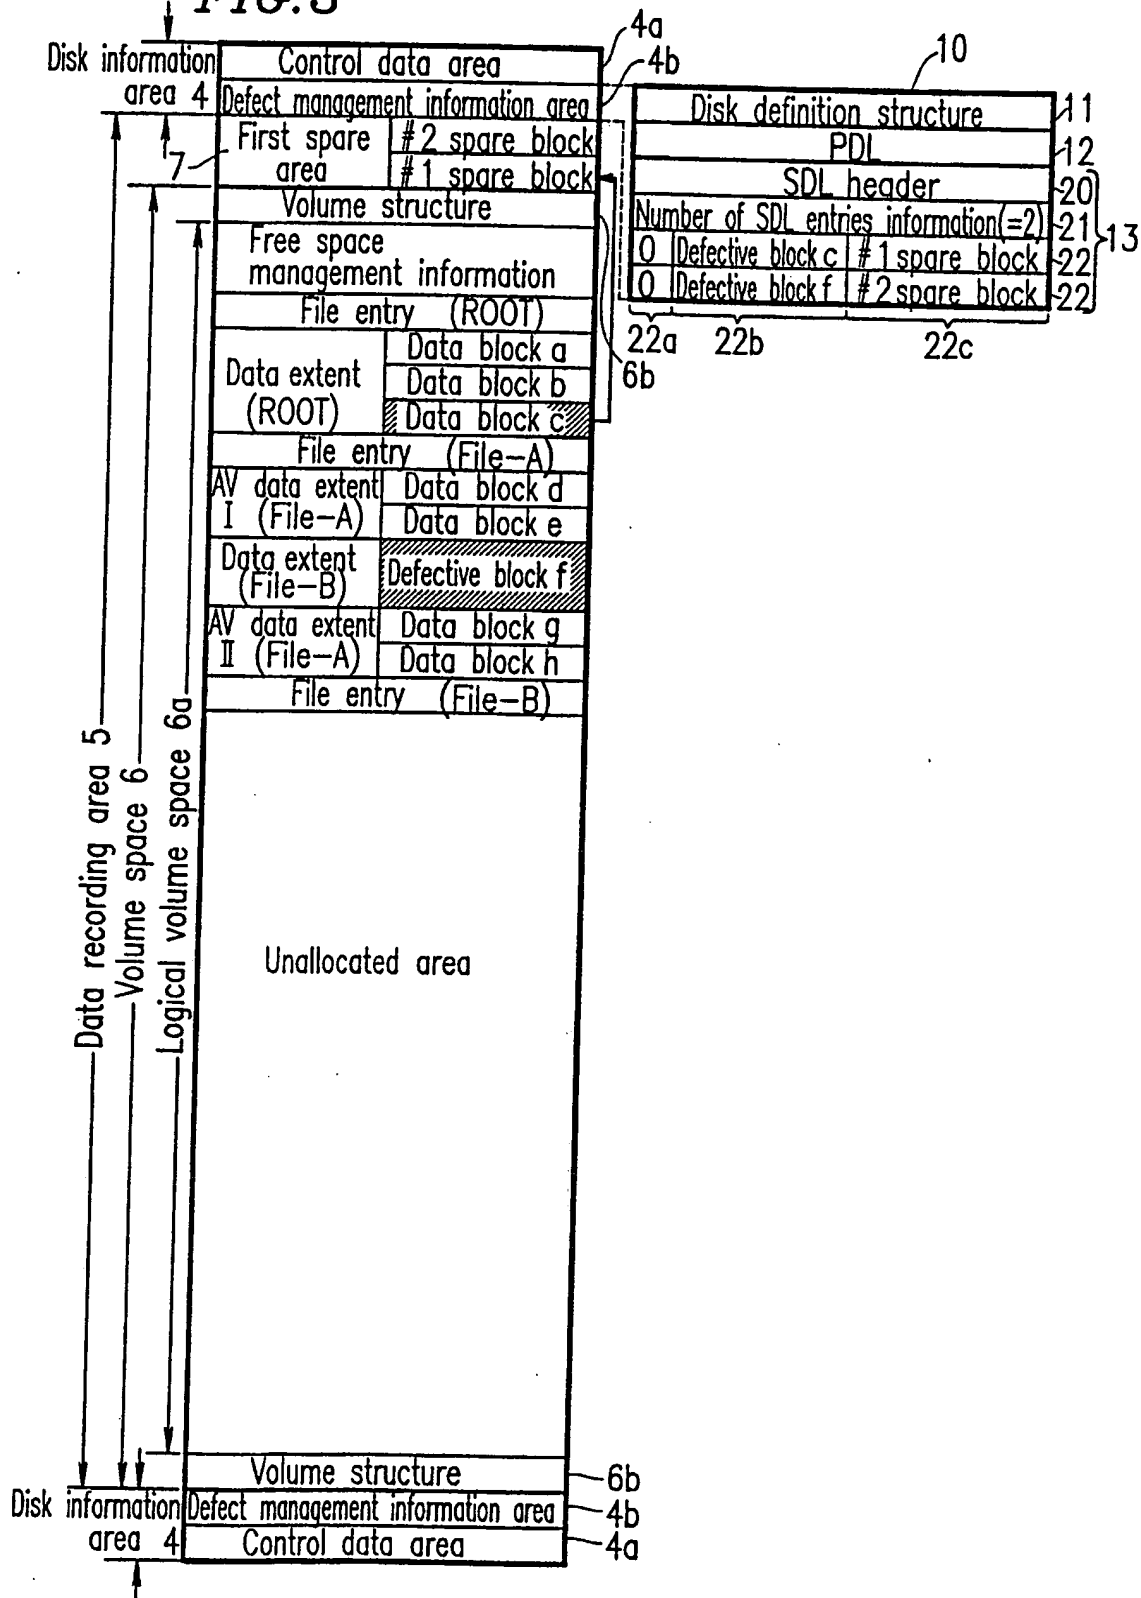 FIG. 3
Disk information
area 4
Control data area
4a
Defect management information area
4b
First spare
area
7
#2 spare block
#1 spare block
Volume structure
6b
Free space
management information
File entry (ROOT)
Data extent
(ROOT)
Data block a
Data block b
Data block c
File entry (File-A)
AV data extent
I (File-A)
Data block d
Data block e
Data extent
(File-B)
Defective block f
AV data extent
II (File-A)
Data block g
Data block h
File entry (File-B)
Unallocated area
Data recording area 5
Volume space 6
Logical volume space 6a
Volume structure
6b
Disk information
area 4
Defect management information area
4b
Control data area
4a
10
Disk definition structure
11
PDL
12
SDL header
20
Number of SDL entries information(=2)
21
13
0 Defective block c #1 spare block
22
0 Defective block f #2 spare block
22
22a
22b
22c